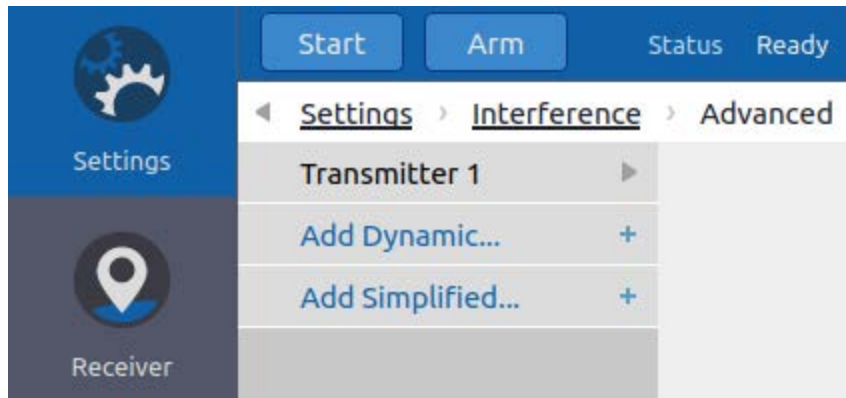 Start Arm Status Ready
Settings › Interference › Advanced
Settings
Transmitter 1
Add Dynamic... +
Add Simplified... +
Receiver